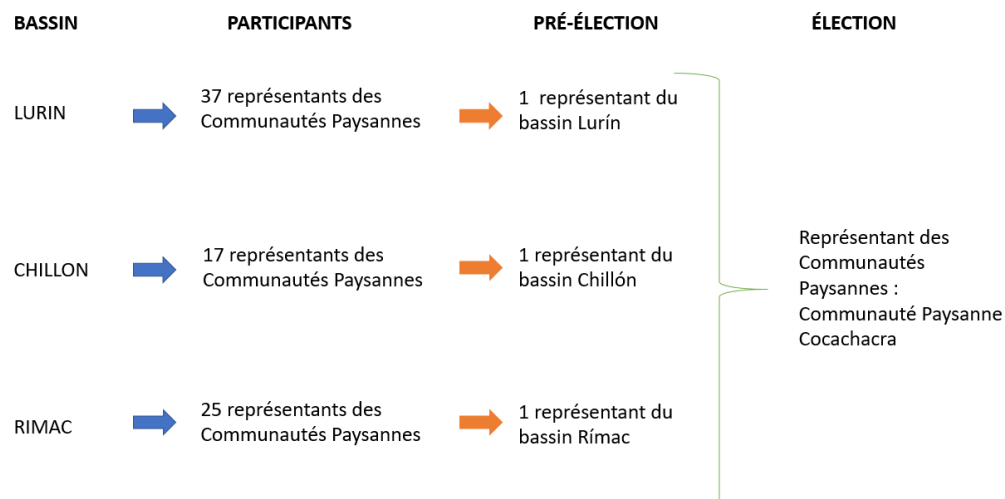 BASSIN PARTICIPANTS PRÉ-ÉLECTION ÉLECTION
LURIN
37 représentants des
Communautés Paysannes
1 représentant du
bassin Lurín
CHILLON
17 représentants des
Communautés Paysannes
1 représentant du
bassin Chillón
RIMAC
25 représentants des
Communautés Paysannes
1 représentant du
bassin Rímac
Représentant des
Communautés
Paysannes :
Communauté Paysanne
Cocachacra